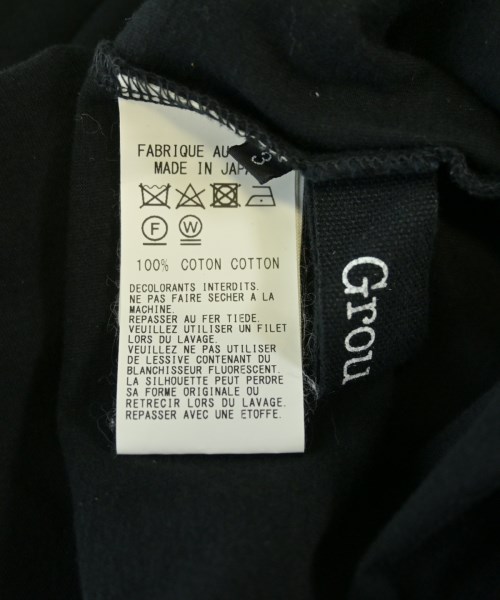 FABRIQUE AU
MADE IN JAPA
3
F
W
100% COTON COTTON
DECOLORANTS INTERDITS.
NE PAS FAIRE SECHER A LA
MACHINE.
REPASSER AU FER TIEDE.
VEUILLEZ UTILISER UN FILET
LORS DU LAVAGE.
VEUILLEZ NE PAS UTILISER
DE LESSIVE CONTENANT DU
BLANCHISSEUR FLUORESCENT.
LA SILHOUETTE PEUT PERDRE
SA FORME ORIGINALE OU
RETRECIR LORS DU LAVAGE.
REPASSER AVEC UNE ETOFFE.
Grou